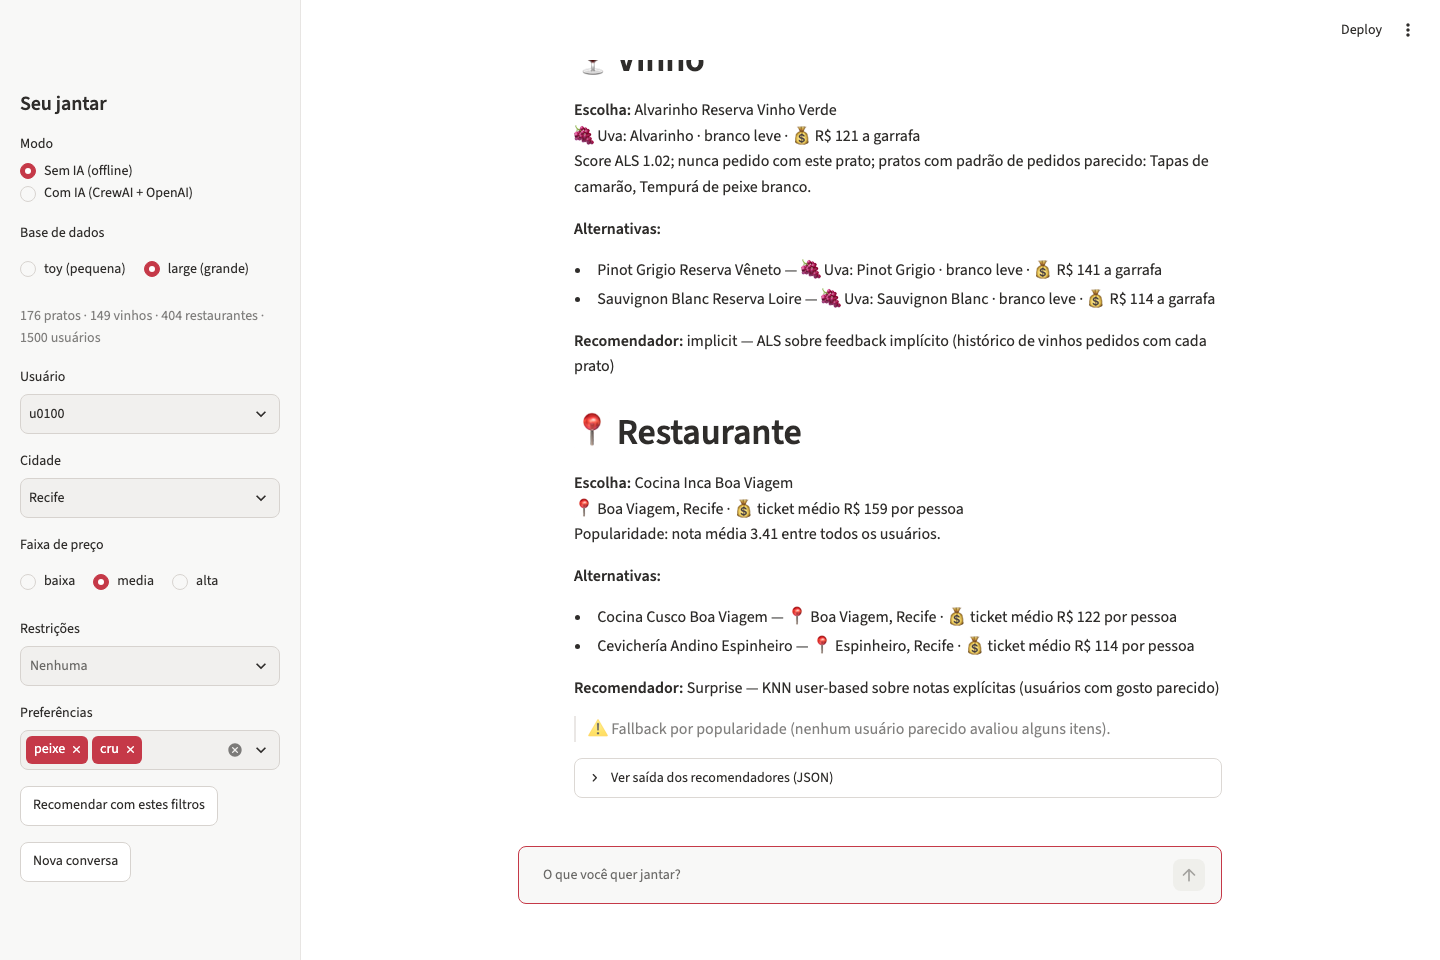 Deploy
Seu jantar
Modo
Sem IA (offline)
Com IA (CrewAI + OpenAI)
Base de dados
toy (pequena)
large (grande)
176 pratos · 149 vinhos · 404 restaurantes ·
1500 usuários
Usuário
u0100
Cidade
Recife
Faixa de preço
baixa
media
alta
Restrições
Nenhuma
Preferências
peixe
cru
Recomendar com estes filtros
Nova conversa
Vinho
Escolha: Alvarinho Reserva Vinho Verde
Uva: Alvarinho · branco leve · R$ 121 a garrafa
Score ALS 1.02; nunca pedido com este prato; pratos com padrão de pedidos parecido: Tapas de
camarão, Tempurá de peixe branco.
Alternativas:
• Pinot Grigio Reserva Vêneto — Uva: Pinot Grigio · branco leve · R$ 141 a garrafa
• Sauvignon Blanc Reserva Loire — Uva: Sauvignon Blanc · branco leve · R$ 114 a garrafa
Recomendador: implicit — ALS sobre feedback implícito (histórico de vinhos pedidos com cada
prato)
Restaurante
Escolha: Cocina Inca Boa Viagem
Boa Viagem, Recife · ticket médio R$ 159 por pessoa
Popularidade: nota média 3.41 entre todos os usuários.
Alternativas:
• Cocina Cusco Boa Viagem — Boa Viagem, Recife · ticket médio R$ 122 por pessoa
• Cevichería Andino Espinheiro — Espinheiro, Recife · ticket médio R$ 114 por pessoa
Recomendador: Surprise — KNN user-based sobre notas explícitas (usuários com gosto parecido)
Fallback por popularidade (nenhum usuário parecido avaliou alguns itens).
Ver saída dos recomendadores (JSON)
O que você quer jantar?